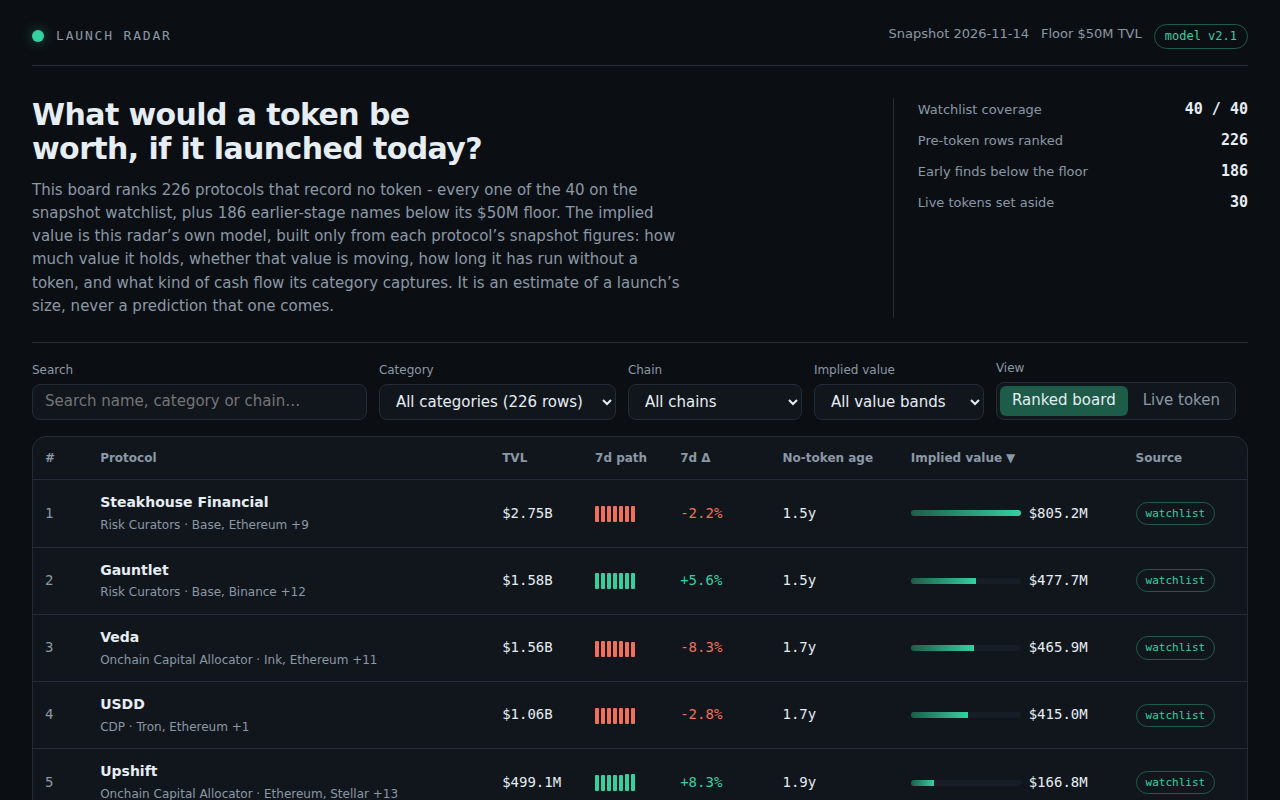 LAUNCH RADAR
Snapshot 2026-11-14 Floor $50M TVL model v2.1
What would a token be
worth, if it launched today?
This board ranks 226 protocols that record no token - every one of the 40 on the
snapshot watchlist, plus 186 earlier-stage names below its $50M floor. The implied
value is this radar’s own model, built only from each protocol’s snapshot figures: how
much value it holds, whether that value is moving, how long it has run without a
token, and what kind of cash flow its category captures. It is an estimate of a launch’s
size, never a prediction that one comes.
Watchlist coverage 40 / 40
Pre-token rows ranked 226
Early finds below the floor 186
Live tokens set aside 30
Search Category Chain Implied value View
Search name, category or chain… All categories (226 rows) All chains All value bands Ranked board Live token
# Protocol TVL 7d path 7d Δ No-token age Implied value ▼ Source
1 Steakhouse Financial $2.75B -2.2% 1.5y $805.2M watchlist
Risk Curators · Base, Ethereum +9
2 Gauntlet $1.58B +5.6% 1.5y $477.7M watchlist
Risk Curators · Base, Binance +12
3 Veda $1.56B -8.3% 1.7y $465.9M watchlist
Onchain Capital Allocator · Ink, Ethereum +11
4 USDD $1.06B -2.8% 1.7y $415.0M watchlist
CDP · Tron, Ethereum +1
5 Upshift $499.1M +8.3% 1.9y $166.8M watchlist
Onchain Capital Allocator · Ethereum, Stellar +13